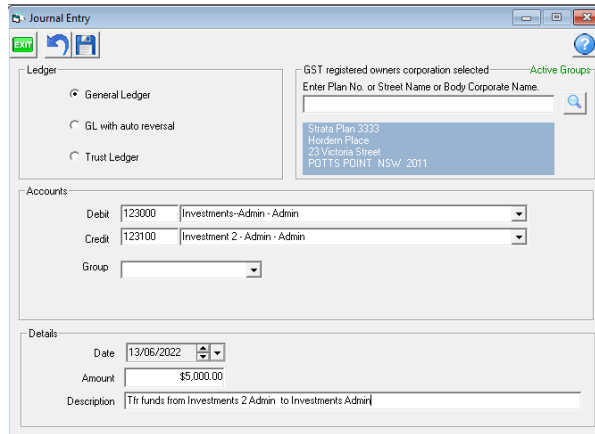 Journal Entry
EXIT
Ledger
General Ledger
GL with auto reversal
Trust Ledger
GST registered owners corporation selected
Active Groups
Enter Plan No. or Street Name or Body Corporate Name.
Strata Plan 3333
Hordern Place
23 Victoria Street
POTTS POINT NSW 2011
Accounts
Debit 123000 Investments--Admin - Admin
Credit 123100 Investment 2 - Admin - Admin
Group
Details
Date 13/06/2022
Amount $5,000.00
Description Tfr funds from Investments 2 Admin to Investments Admin